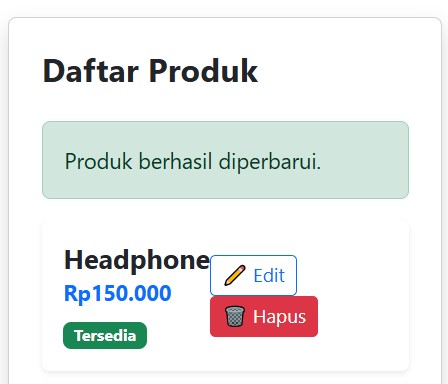 Daftar Produk
Produk berhasil diperbarui.
Headphone
Rp150.000
Tersedia
Edit
Hapus